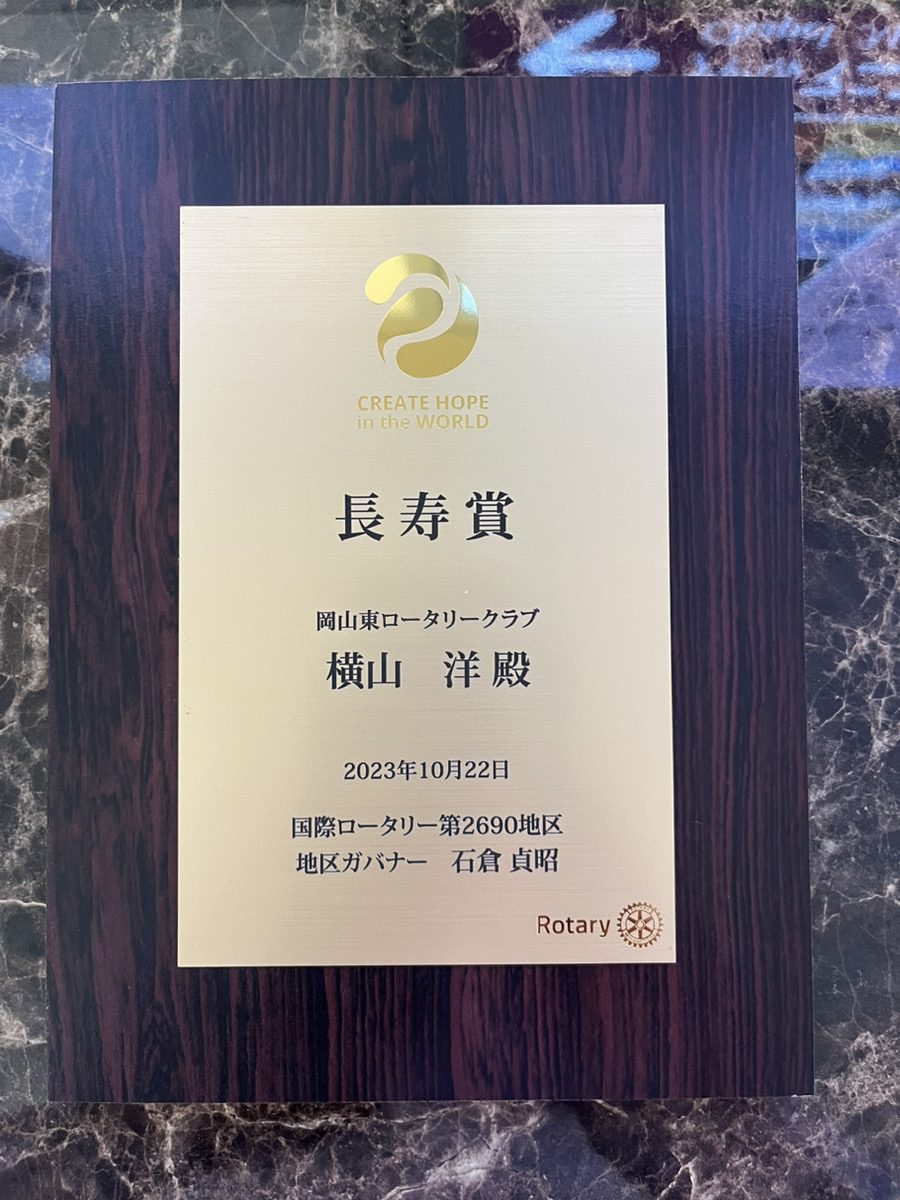 CREATE HOPE
in the WORLD
長寿賞
岡山東ロータリークラブ
横山　洋 殿
2023年10月22日
国際ロータリー第2690地区
地区ガバナー　石倉 貞昭
Rotary